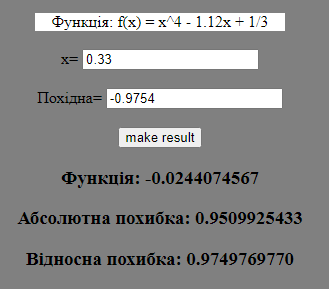 Функція: f(x) = x^4 - 1.12x + 1/3
x= 0.33
Похідна= -0.9754
make result
Функція: -0.0244074567
Абсолютна похибка: 0.9509925433
Відносна похибка: 0.9749769770